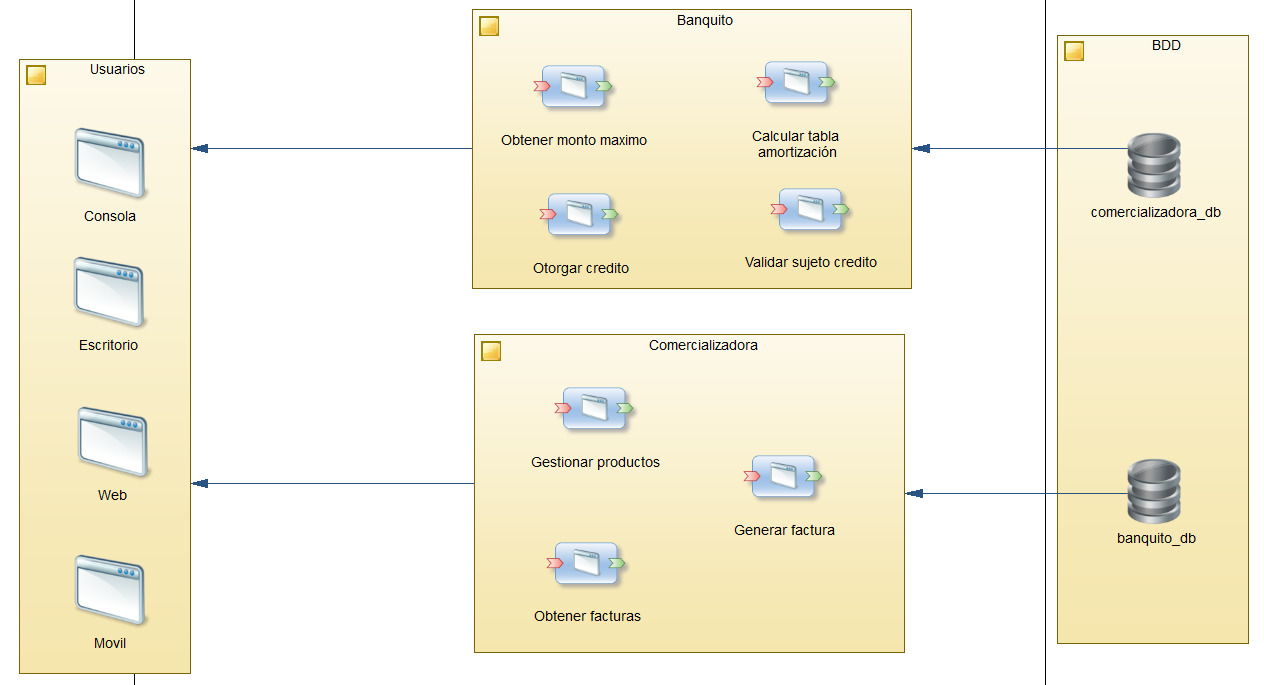 Usuarios
Consola
Escritorio
Web
Movil
Banquito
Obtener monto maximo
Calcular tabla
amortización
Otorgar credito
Validar sujeto credito
Comercializadora
Gestionar productos
Generar factura
Obtener facturas
BDD
comercializadora_db
banquito_db